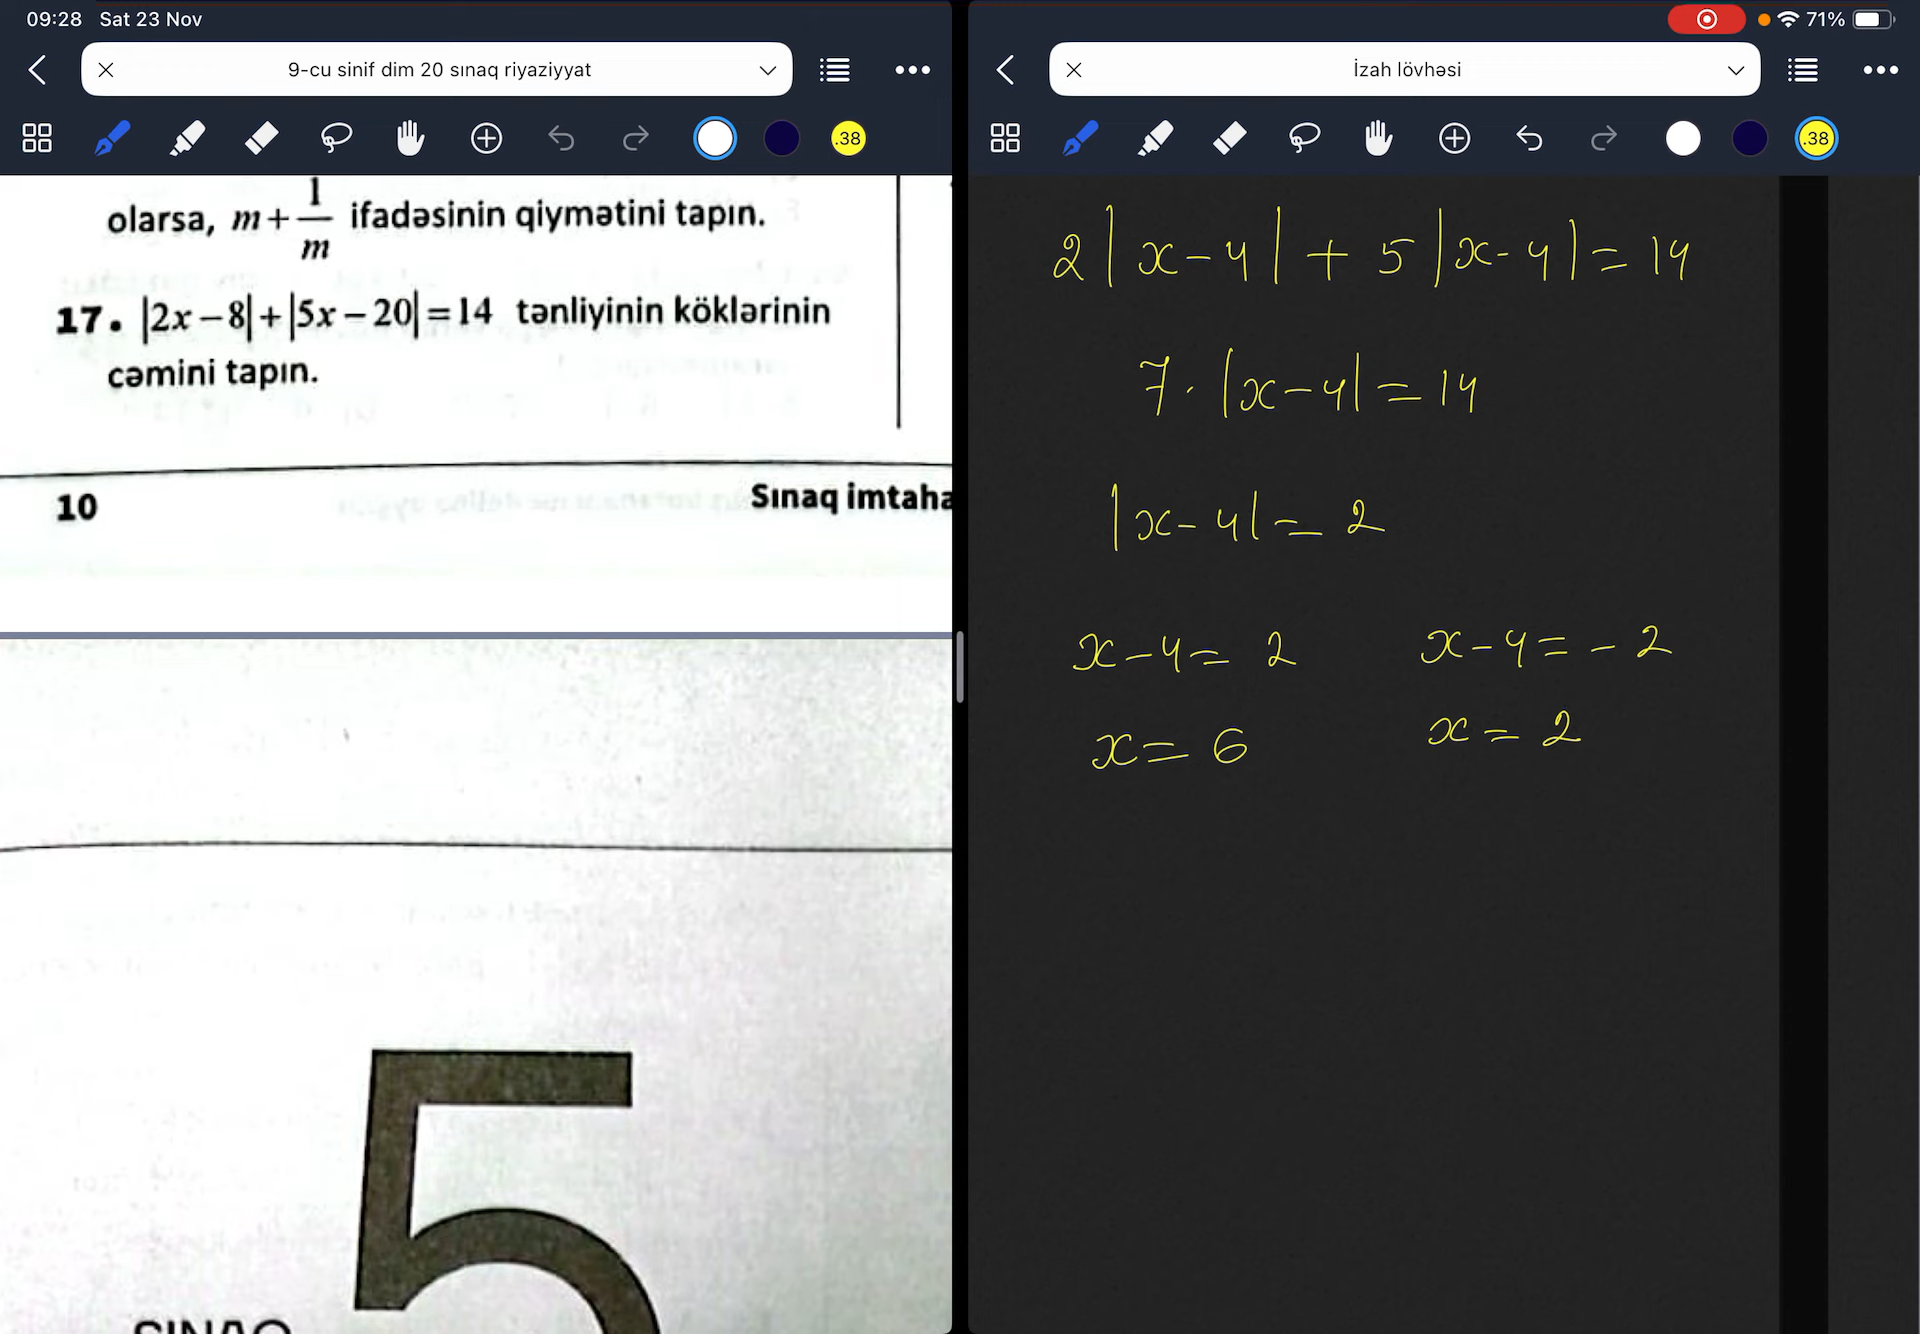 09:28 Sat 23 Nov
71%
9-cu sinif dim 20 sınaq riyaziyyat
İzah lövhəsi
.38
.38
olarsa, m+1/m ifadəsinin qiymətini tapın.
17. |2x−8|+|5x−20|=14 tənliyinin köklərinin
cəmini tapın.
10 Sınaq imtaha
5
SINAQ
2|x-4| + 5|x-4| = 14
7·|x-4| = 14
|x-4| = 2
x-4= 2 x-4= -2
x= 6 x= 2